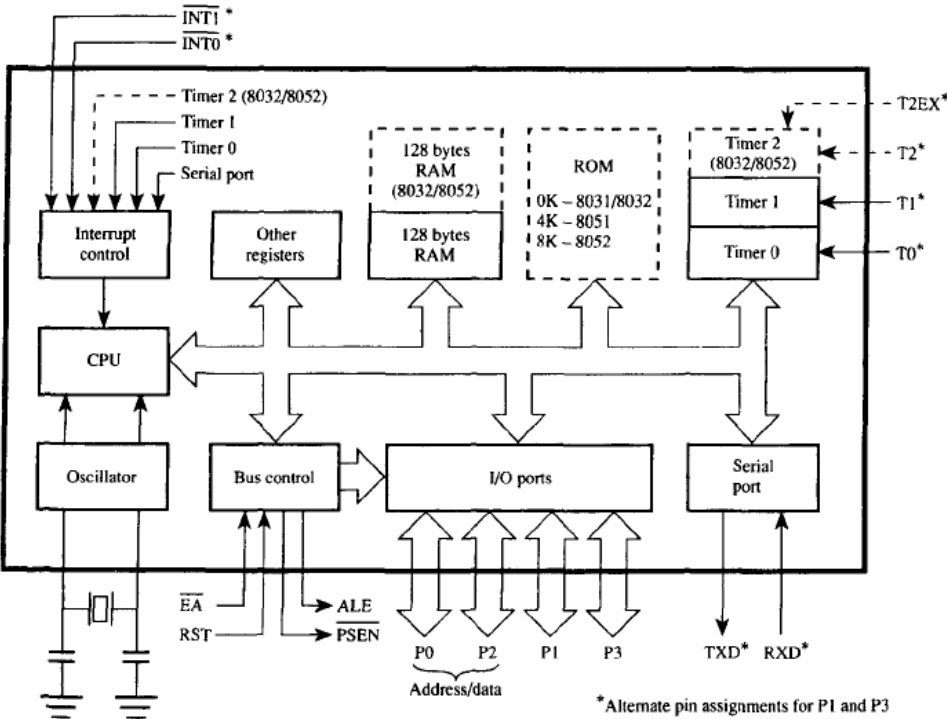 INT1*
INT0*
Timer 2 (8032/8052)
Timer 1
Timer 0
Serial port
T2EX*
T2*
T1*
T0*
Interrupt
control
Other
registers
128 bytes
RAM
(8032/8052)
128 bytes
RAM
ROM
0K – 8031/8032
4K – 8051
8K – 8052
Timer 2
(8032/8052)
Timer 1
Timer 0
CPU
Oscillator
Bus control
I/O ports
Serial
port
EA
RST
ALE
PSEN
P0
P2
P1
P3
Address/data
TXD*
RXD*
*Alternate pin assignments for P1 and P3